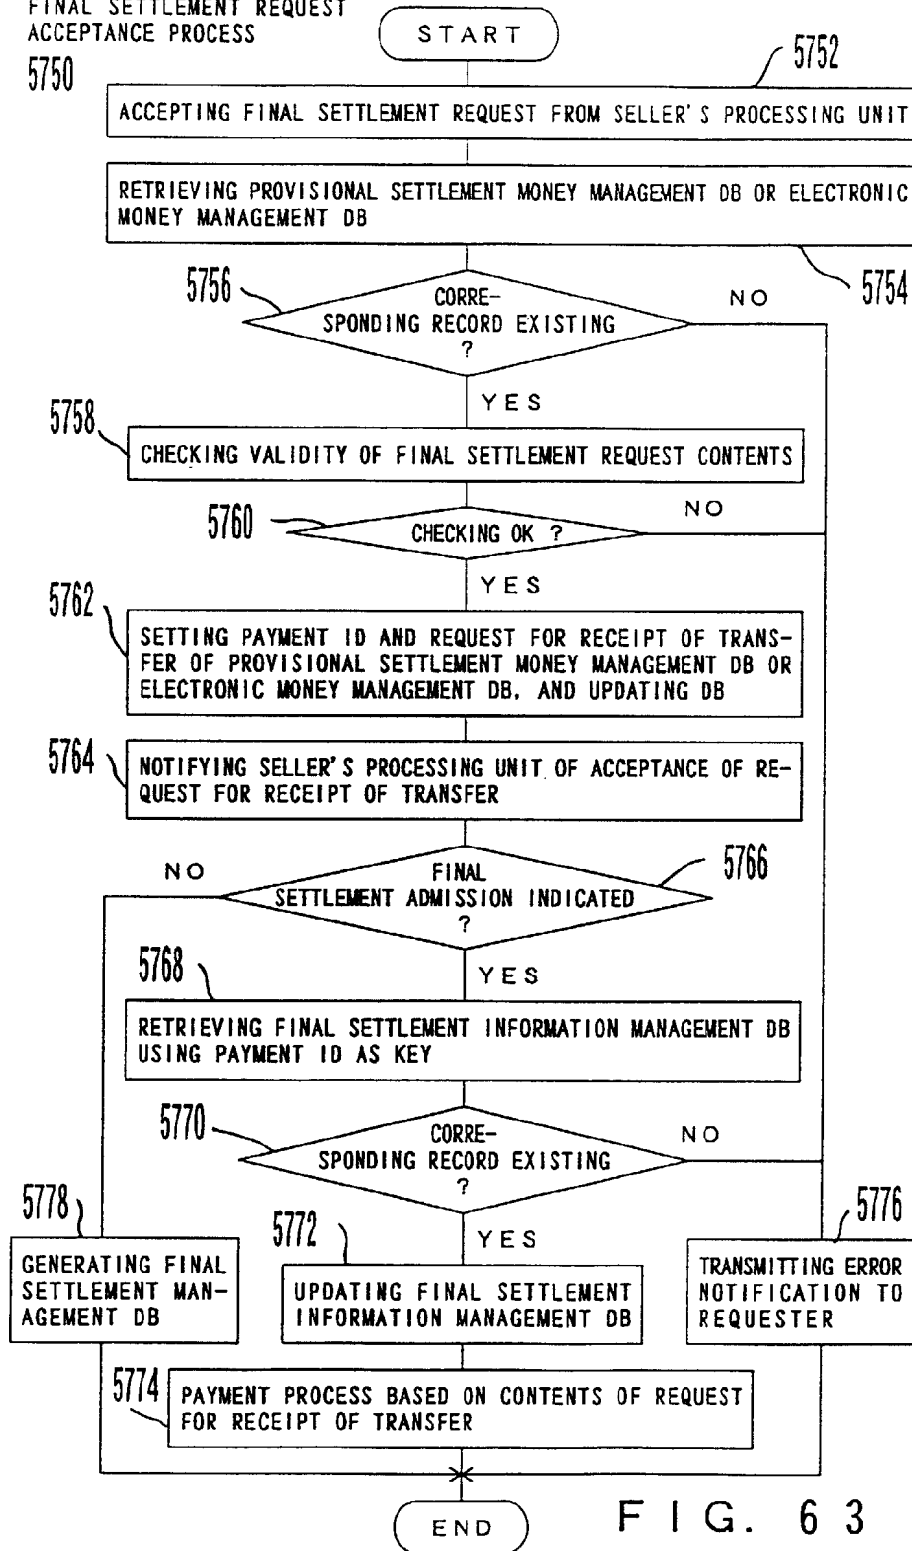 FINAL SETTLEMENT REQUEST
ACCEPTANCE PROCESS
5750
START
5752
ACCEPTING FINAL SETTLEMENT REQUEST FROM SELLER'S PROCESSING UNIT
RETRIEVING PROVISIONAL SETTLEMENT MONEY MANAGEMENT DB OR ELECTRONIC
MONEY MANAGEMENT DB
5754
5756
CORRE-
SPONDING RECORD EXISTING
?
NO
YES
5758
CHECKING VALIDITY OF FINAL SETTLEMENT REQUEST CONTENTS
5760
CHECKING OK ?
NO
YES
5762
SETTING PAYMENT ID AND REQUEST FOR RECEIPT OF TRANS-
FER OF PROVISIONAL SETTLEMENT MONEY MANAGEMENT DB OR
ELECTRONIC MONEY MANAGEMENT DB, AND UPDATING DB
5764
NOTIFYING SELLER'S PROCESSING UNIT OF ACCEPTANCE OF RE-
QUEST FOR RECEIPT OF TRANSFER
NO
FINAL
SETTLEMENT ADMISSION INDICATED
?
5766
YES
5768
RETRIEVING FINAL SETTLEMENT INFORMATION MANAGEMENT DB
USING PAYMENT ID AS KEY
5770
CORRE-
SPONDING RECORD EXISTING
?
NO
YES
5778
GENERATING FINAL
SETTLEMENT MAN-
AGEMENT DB
5772
UPDATING FINAL SETTLEMENT
INFORMATION MANAGEMENT DB
5776
TRANSMITTING ERROR
NOTIFICATION TO
REQUESTER
5774
PAYMENT PROCESS BASED ON CONTENTS OF REQUEST
FOR RECEIPT OF TRANSFER
END
FIG. 63